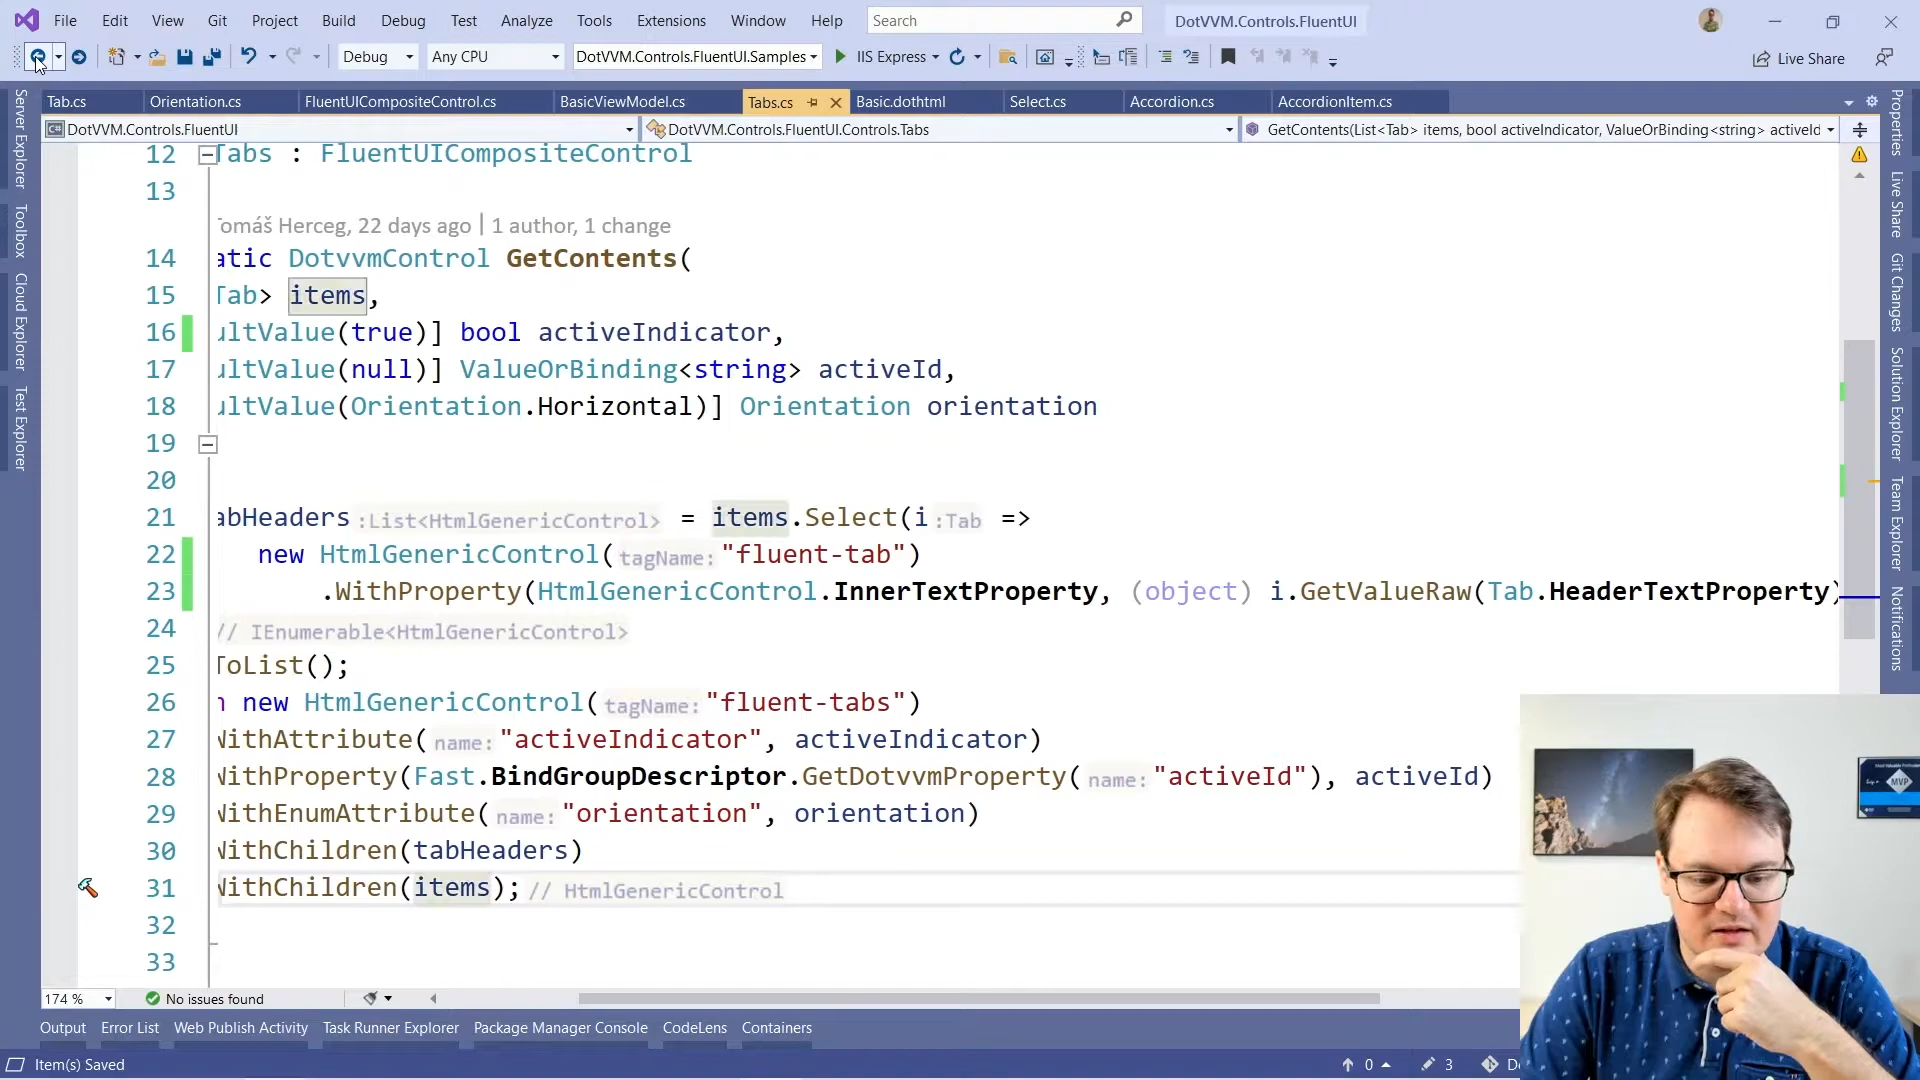 File Edit View Git Project Build Debug Test Analyze Tools Extensions Window Help Search DotVVM.Controls.FluentUI
Debug Any CPU DotVVM.Controls.FluentUI.Samples IIS Express Live Share
Tab.cs Orientation.cs FluentUICompositeControl.cs BasicViewModel.cs Tabs.cs Basic.dothtml Select.cs Accordion.cs AccordionItem.cs
C# DotVVM.Controls.FluentUI DotVVM.Controls.FluentUI.Controls.Tabs GetContents(List<Tab> items, bool activeIndicator, ValueOrBinding<string> activeId
Server Explorer
Toolbox
Cloud Explorer
Test Explorer
12 Tabs : FluentUICompositeControl
13
Tomáš Herceg, 22 days ago | 1 author, 1 change
14 atic DotvvmControl GetContents(
15 Tab> items,
16 ultValue(true)] bool activeIndicator,
17 ultValue(null)] ValueOrBinding<string> activeId,
18 ultValue(Orientation.Horizontal)] Orientation orientation
19
20
21 abHeaders :List<HtmlGenericControl> = items.Select(i :Tab =>
22 new HtmlGenericControl( tagName: "fluent-tab")
23 .WithProperty(HtmlGenericControl.InnerTextProperty, (object) i.GetValueRaw(Tab.HeaderTextProperty)
24 // IEnumerable<HtmlGenericControl>
25 ToList();
26 n new HtmlGenericControl( tagName: "fluent-tabs")
27 WithAttribute( name: "activeIndicator", activeIndicator)
28 WithProperty(Fast.BindGroupDescriptor.GetDotvvmProperty( name: "activeId"), activeId)
29 WithEnumAttribute( name: "orientation", orientation)
30 WithChildren(tabHeaders)
31 WithChildren(items); // HtmlGenericControl
32
33
Properties
Live Share
Git Changes
Solution Explorer
Team Explorer
Notifications
MVP
174 % No issues found
Output Error List Web Publish Activity Task Runner Explorer Package Manager Console CodeLens Containers
Item(s) Saved 0 3